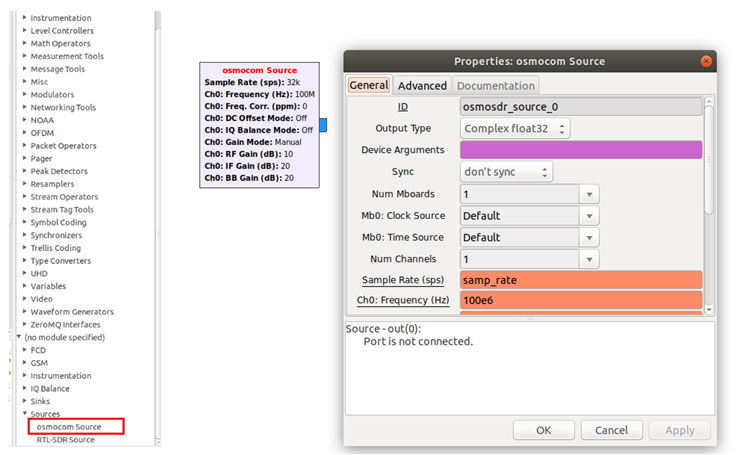 Instrumentation
Level Controllers
Math Operators
Measurement Tools
Message Tools
Misc
Modulators
Networking Tools
NOAA
OFDM
Packet Operators
Pager
Peak Detectors
Resamplers
Stream Operators
Stream Tag Tools
Symbol Coding
Synchronizers
Trellis Coding
Type Converters
UHD
Variables
Video
Waveform Generators
ZeroMQ Interfaces
(no module specified)
FCD
GSM
Instrumentation
IQ Balance
Sinks
Sources
osmocom Source
RTL-SDR Source
osmocom Source
Sample Rate (sps): 32k
Ch0: Frequency (Hz): 100M
Ch0: Freq. Corr. (ppm): 0
Ch0: DC Offset Mode: Off
Ch0: IQ Balance Mode: Off
Ch0: Gain Mode: Manual
Ch0: RF Gain (dB): 10
Ch0: IF Gain (dB): 20
Ch0: BB Gain (dB): 20
Properties: osmocom Source
General Advanced Documentation
ID osmosdr_source_0
Output Type Complex float32
Device Arguments
Sync don't sync
Num Mboards 1
Mb0: Clock Source Default
Mb0: Time Source Default
Num Channels 1
Sample Rate (sps) samp_rate
Ch0: Frequency (Hz) 100e6
Source - out(0):
Port is not connected.
OK Cancel Apply